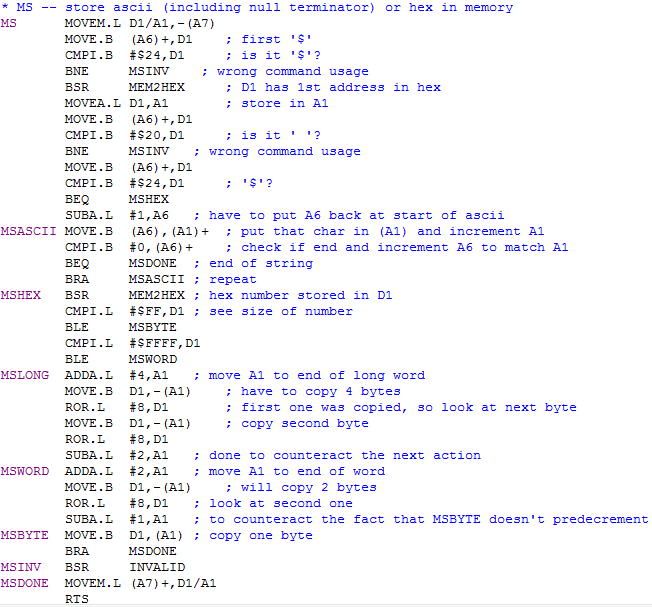 * MS -- store ascii (including null terminator) or hex in memory
MS      MOVEM.L D1/A1,-(A7)
        MOVE.B  (A6)+,D1    ; first '$'
        CMPI.B  #$24,D1     ; is it '$'?
        BNE     MSINV    ; wrong command usage
        BSR     MEM2HEX     ; D1 has 1st address in hex
        MOVEA.L D1,A1       ; store in A1
        MOVE.B  (A6)+,D1
        CMPI.B  #$20,D1     ; is it ' '?
        BNE     MSINV   ; wrong command usage
        MOVE.B  (A6)+,D1
        CMPI.B  #$24,D1     ; '$'?
        BEQ     MSHEX
        SUBA.L  #1,A6   ; have to put A6 back at start of ascii
MSASCII MOVE.B  (A6),(A1)+  ; put that char in (A1) and increment A1
        CMPI.B  #0,(A6)+    ; check if end and increment A6 to match A1
        BEQ     MSDONE  ; end of string
        BRA     MSASCII ; repeat
MSHEX   BSR     MEM2HEX ; hex number stored in D1
        CMPI.L  #$FF,D1 ; see size of number
        BLE     MSBYTE
        CMPI.L  #$FFFF,D1
        BLE     MSWORD
MSLONG  ADDA.L  #4,A1   ; move A1 to end of long word
        MOVE.B  D1,-(A1)    ; have to copy 4 bytes
        ROR.L   #8,D1       ; first one was copied, so look at next byte
        MOVE.B  D1,-(A1)    ; copy second byte
        ROR.L   #8,D1
        SUBA.L  #2,A1   ; done to counteract the next action
MSWORD  ADDA.L  #2,A1   ; move A1 to end of word
        MOVE.B  D1,-(A1)    ; will copy 2 bytes
        ROR.L   #8,D1   ; look at second one
        SUBA.L  #1,A1   ; to counteract the fact that MSBYTE doesn't predecrement
MSBYTE  MOVE.B  D1,(A1) ; copy one byte
        BRA     MSDONE
MSINV   BSR     INVALID
MSDONE  MOVEM.L (A7)+,D1/A1
        RTS